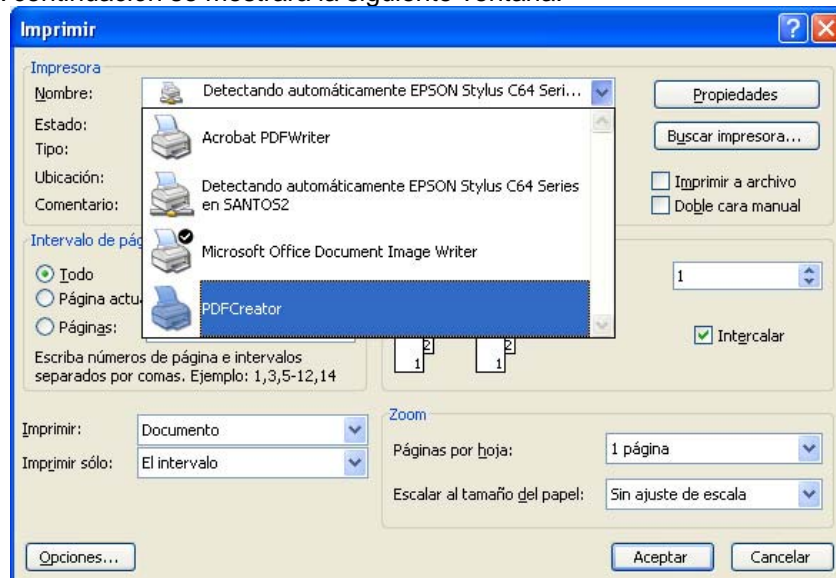 continuación se mostrará la siguiente ventana:
Imprimir
Impresora
Nombre:
Detectando automáticamente EPSON Stylus C64 Seri...
Propiedades
Estado:
Acrobat PDFWriter
Buscar impresora...
Tipo:
Ubicación:
Detectando automáticamente EPSON Stylus C64 Series
en SANTOS2
Imprimir a archivo
Comentario:
Doble cara manual
Intervalo de pág
Microsoft Office Document Image Writer
Todo
1
Página actu
PDFCreator
Páginas:
Intercalar
2
2
1
1
Escriba números de página e intervalos
separados por comas. Ejemplo: 1,3,5-12,14
Imprimir:
Documento
Zoom
Imprimir sólo:
El intervalo
Páginas por hoja:
1 página
Escalar al tamaño del papel:
Sin ajuste de escala
Opciones...
Aceptar
Cancelar